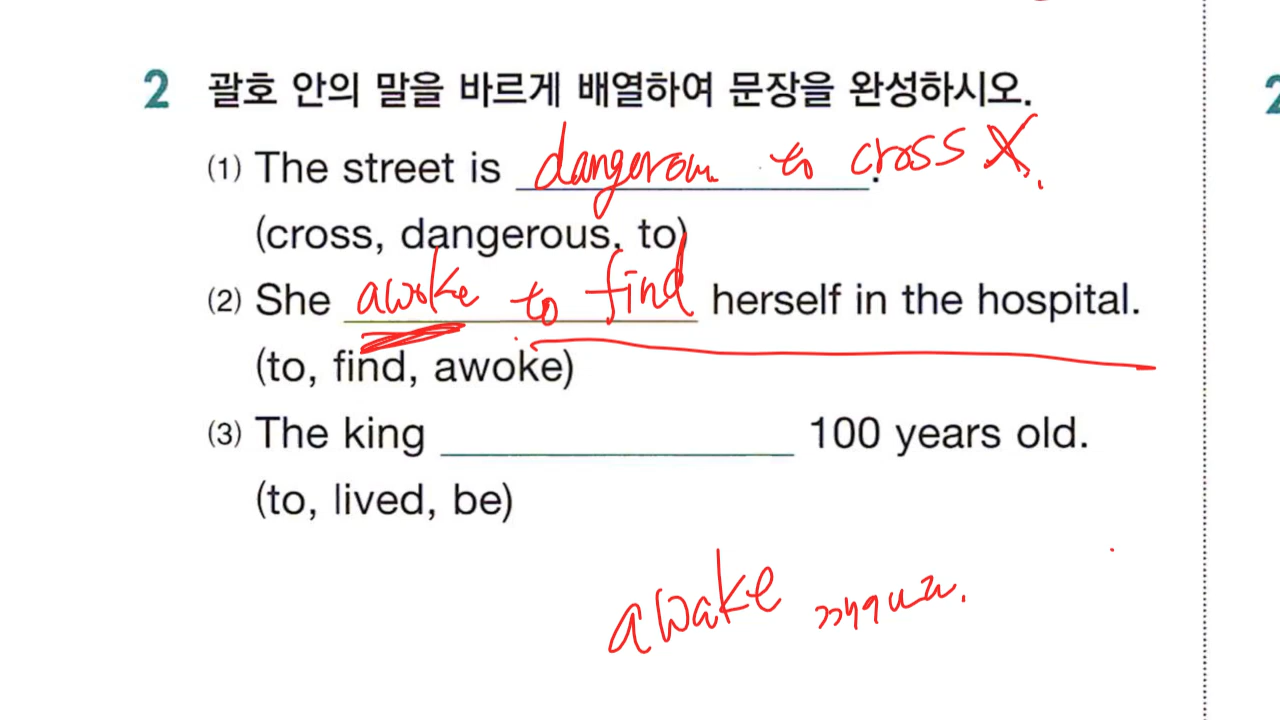 2 괄호 안의 말을 바르게 배열하여 문장을 완성하시오.
(1) The street is dangerous to cross X.
(cross, dangerous, to)
(2) She awoke to find herself in the hospital.
(to, find, awoke)
(3) The king 100 years old.
(to, lived, be)
awake